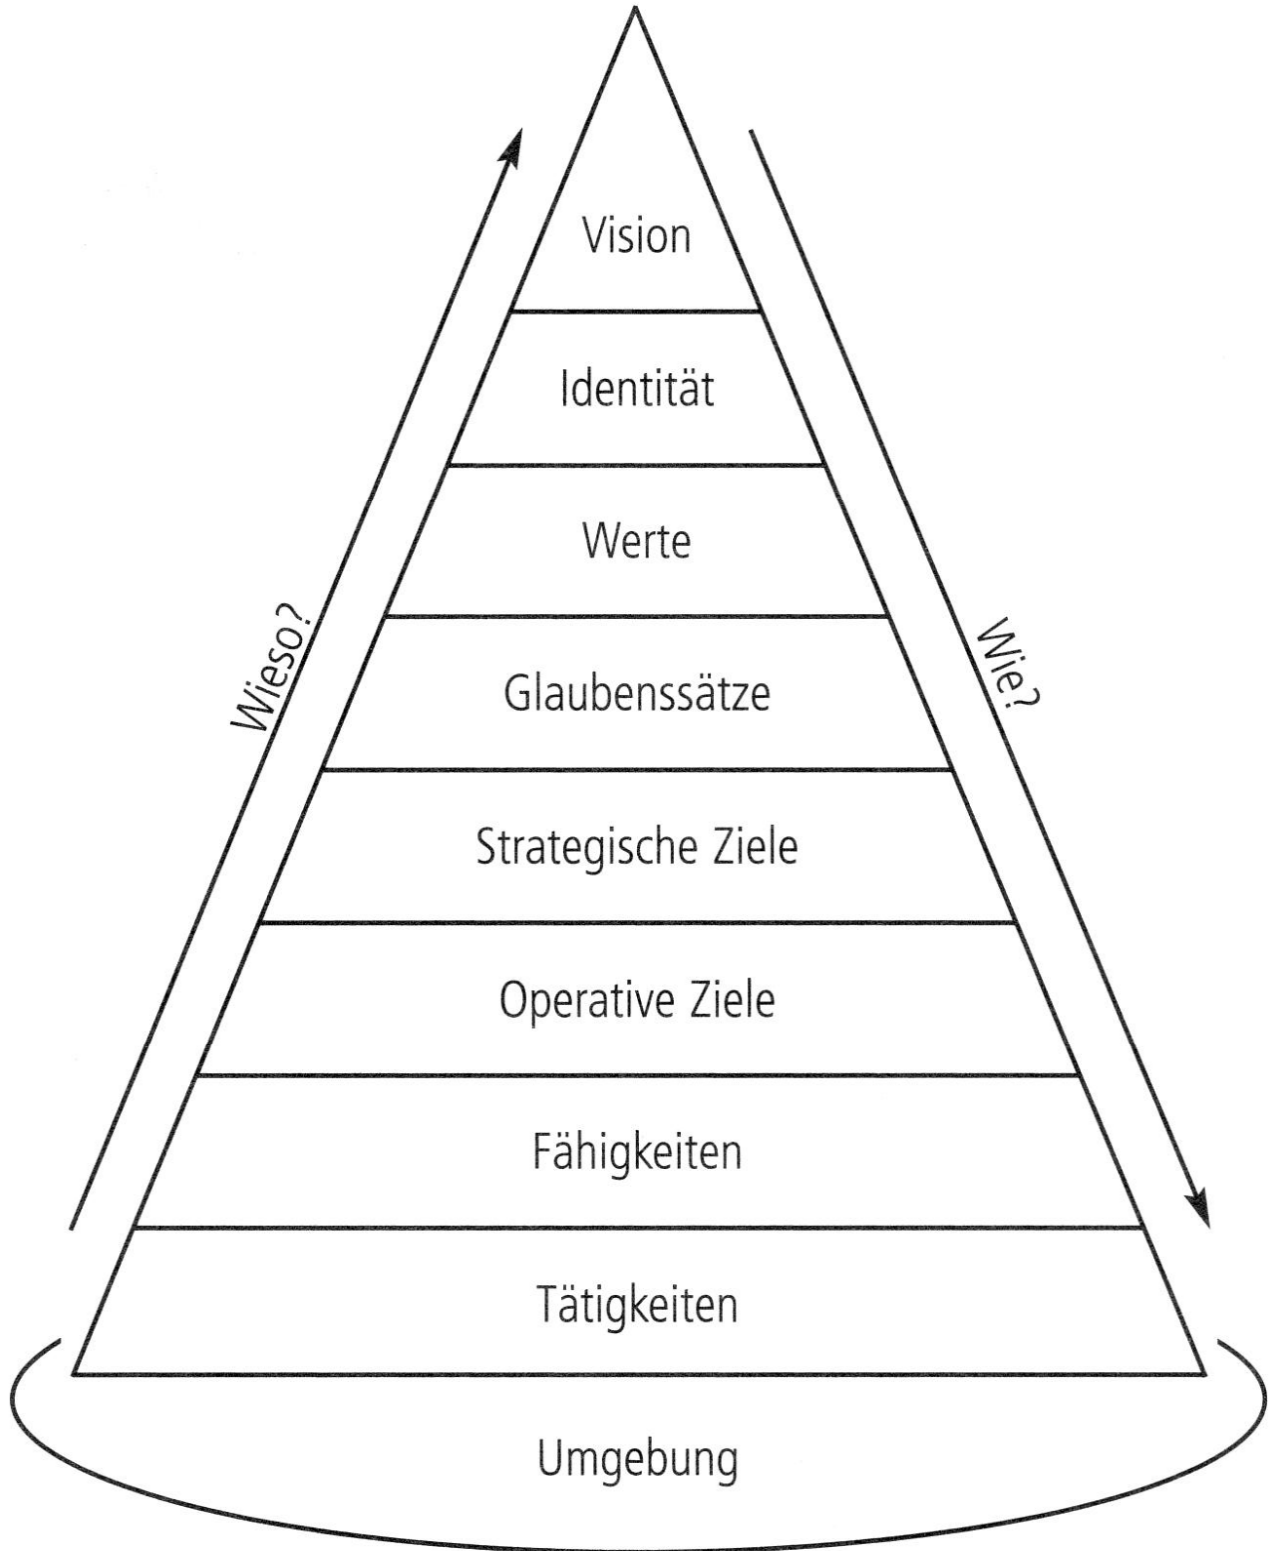 Vision
Identität
Werte
Wieso?
Wie?
Glaubenssätze
Strategische Ziele
Operative Ziele
Fähigkeiten
Tätigkeiten
Umgebung